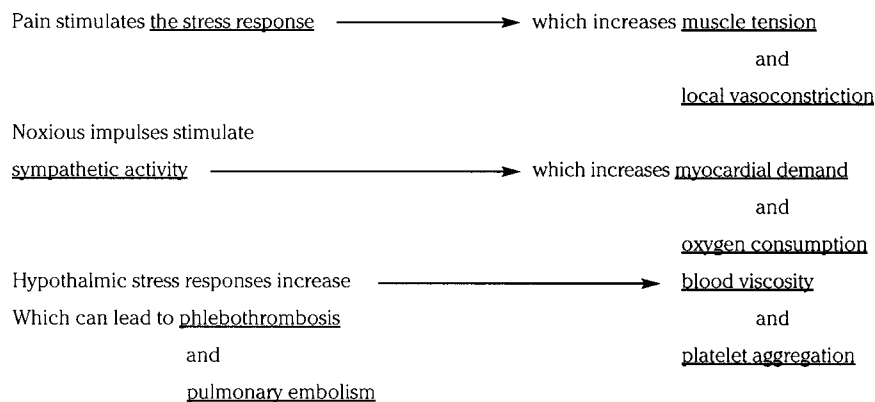 Pain stimulates the stress response which increases muscle tension
and
local vasoconstriction
Noxious impulses stimulate
sympathetic activity which increases myocardial demand
and
oxygen consumption
Hypothalmic stress responses increase blood viscosity
Which can lead to phlebothrombosis and
and platelet aggregation
pulmonary embolism